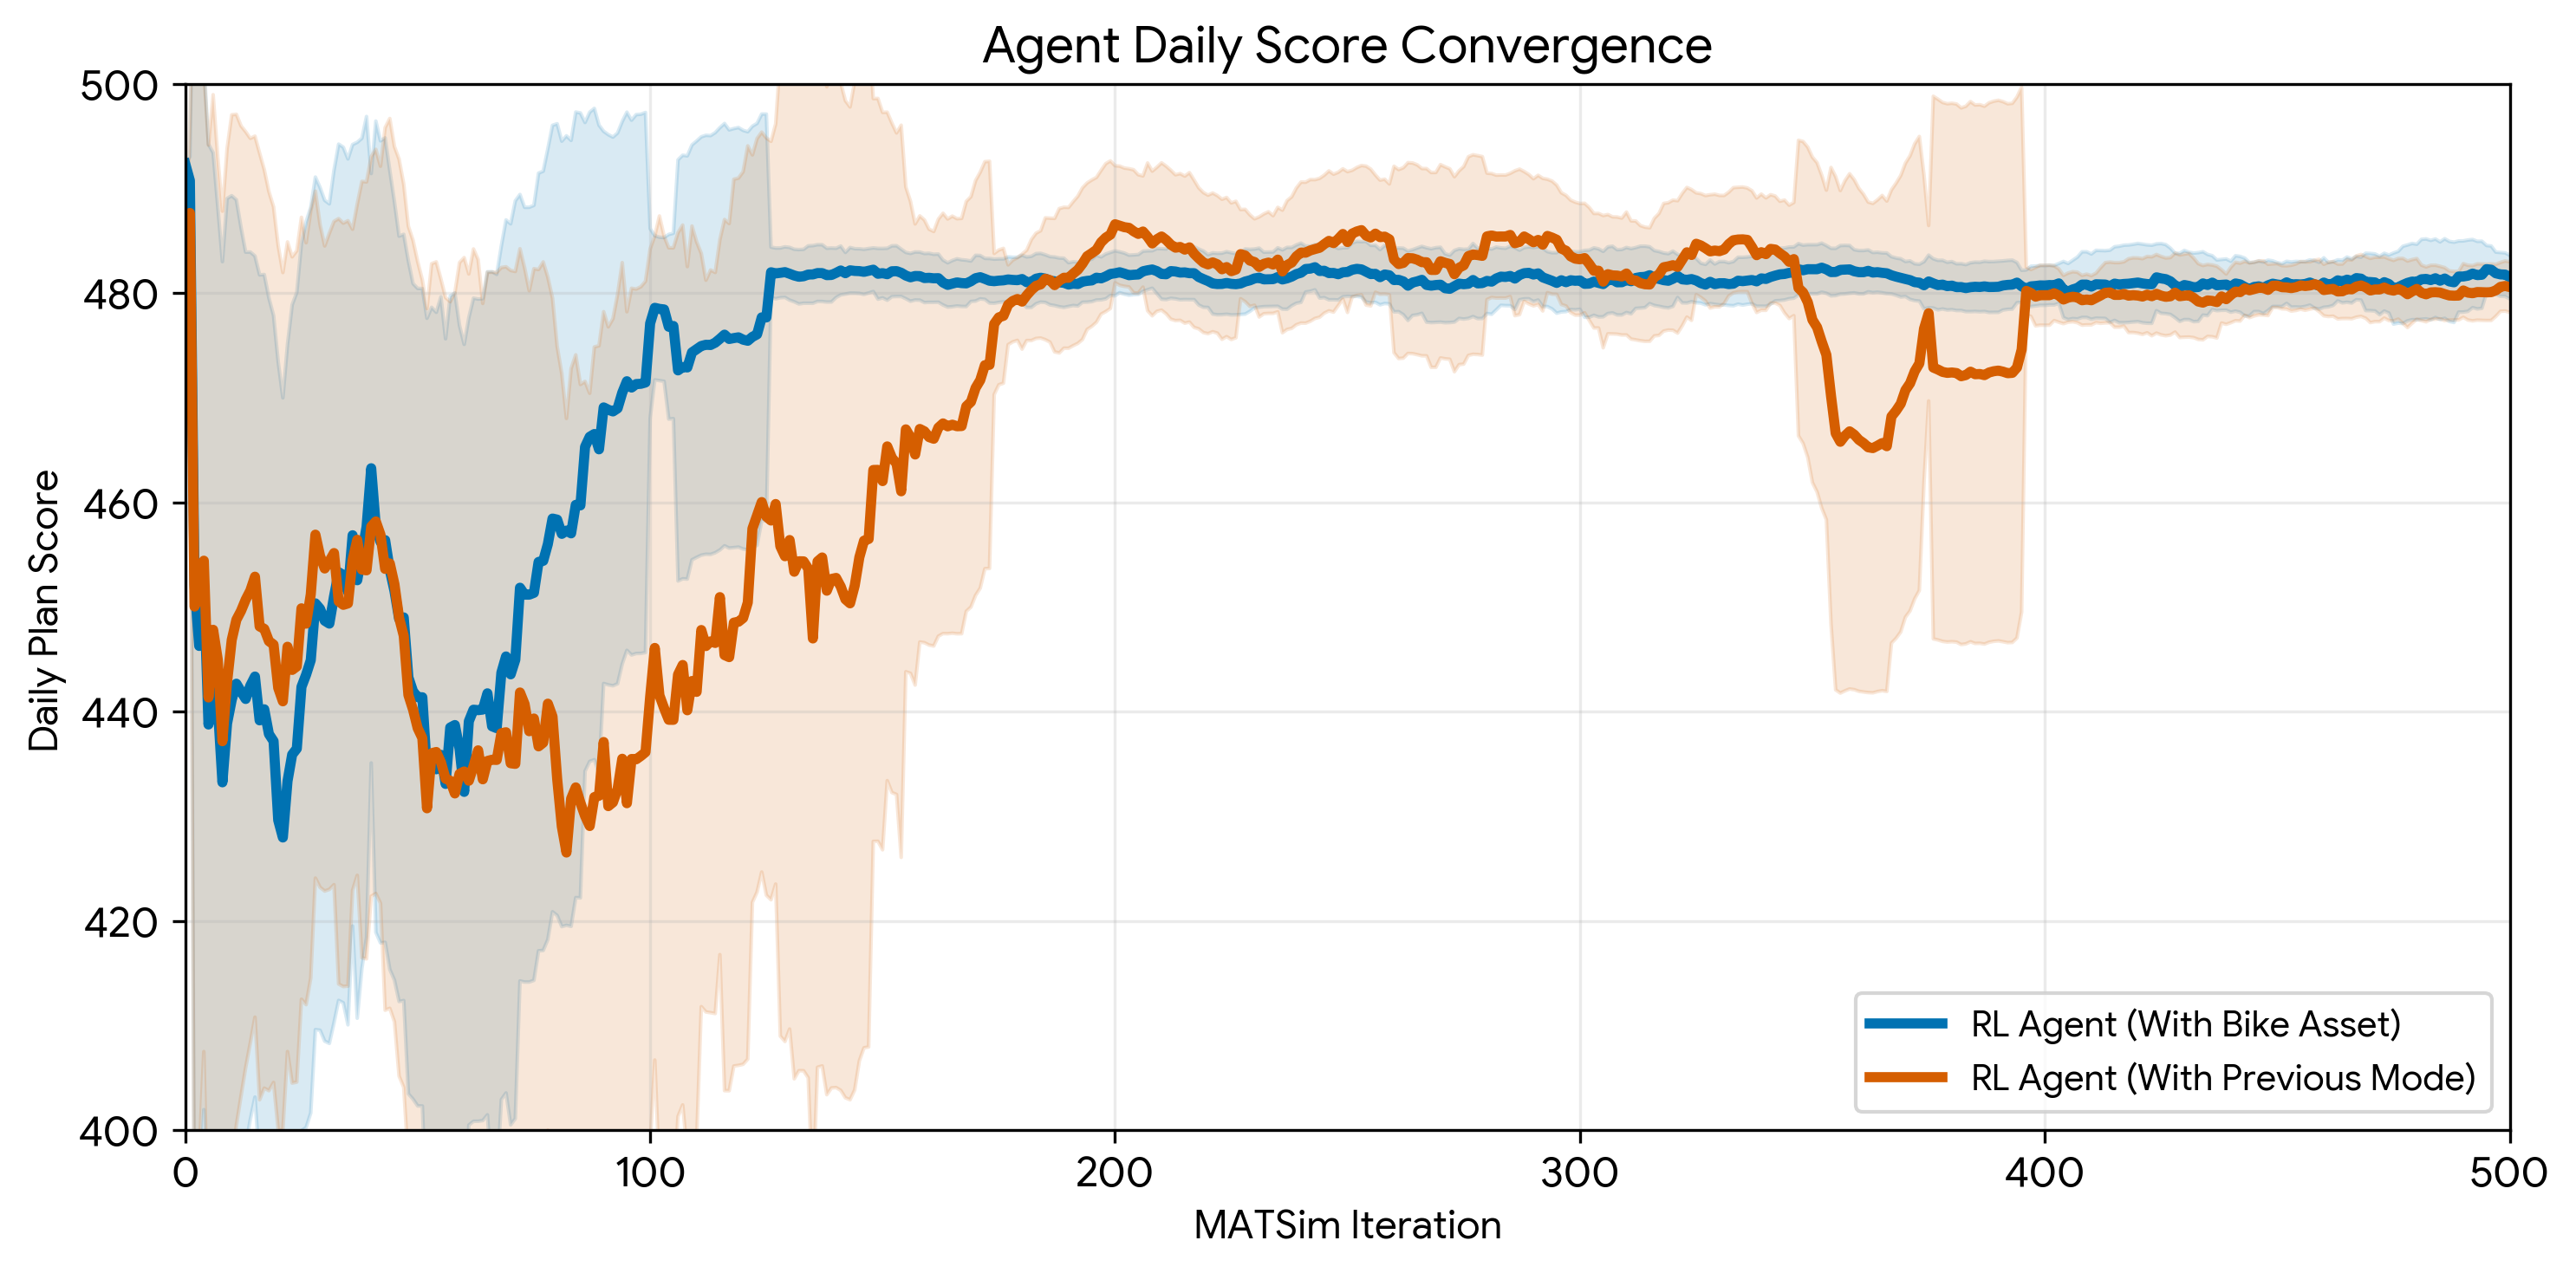 Agent Daily Score Convergence
500
480
460
440
420
400
Daily Plan Score
0 100 200 300 400 500
MATSim Iteration
RL Agent (With Bike Asset)
RL Agent (With Previous Mode)